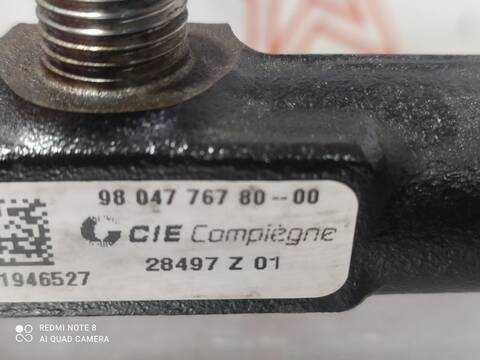 98 047 767 80-00
CIE Compiègne
28497 Z 01
1946527
REDMI NOTE 8
AI QUAD CAMERA